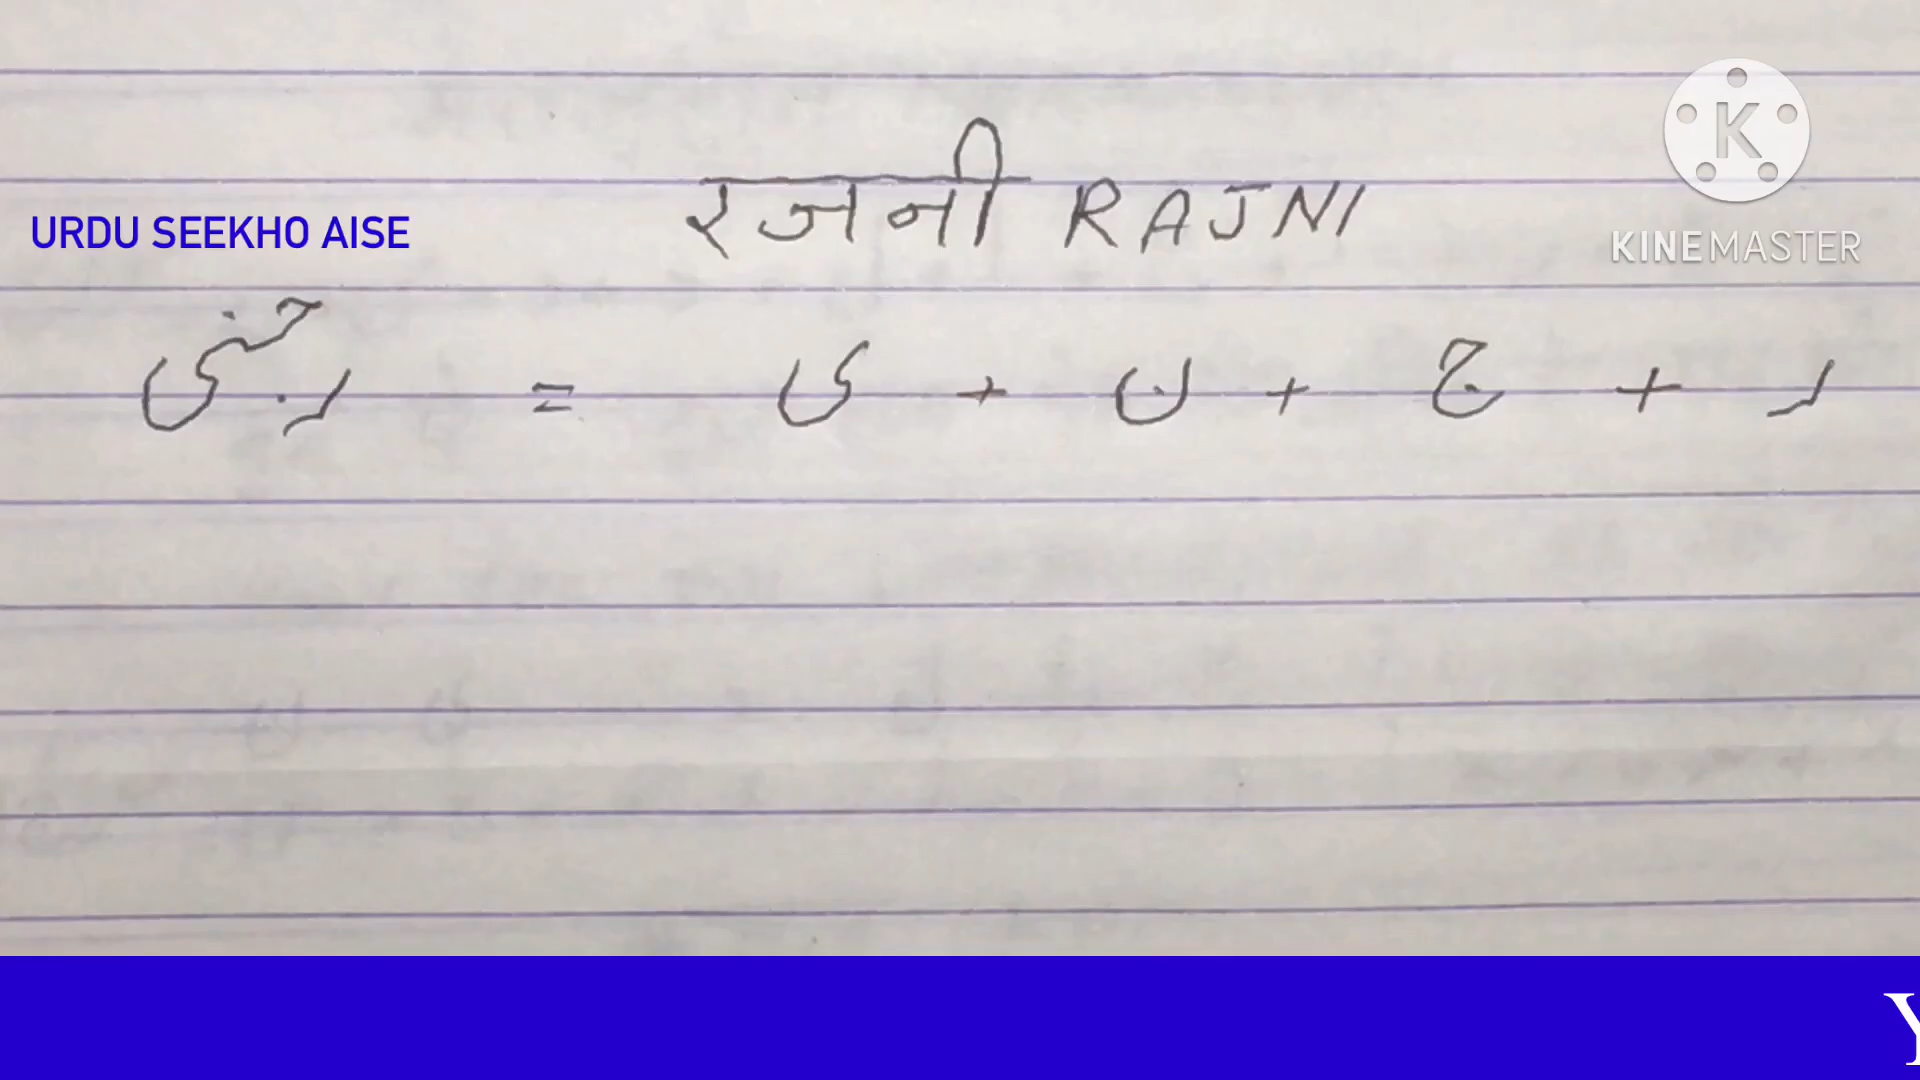 रजनी RAJNI
URDU SEEKHO AISE
KINEMASTER
ر + ج + ن + ی = رجنی
Y